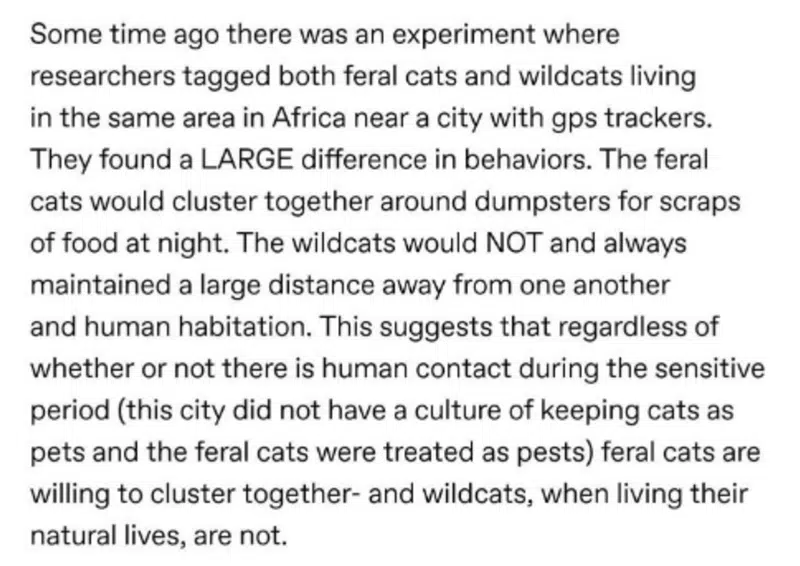 Some time ago there was an experiment where
researchers tagged both feral cats and wildcats living
in the same area in Africa near a city with gps trackers.
They found a LARGE difference in behaviors. The feral
cats would cluster together around dumpsters for scraps
of food at night. The wildcats would NOT and always
maintained a large distance away from one another
and human habitation. This suggests that regardless of
whether or not there is human contact during the sensitive
period (this city did not have a culture of keeping cats as
pets and the feral cats were treated as pests) feral cats are
willing to cluster together- and wildcats, when living their
natural lives, are not.